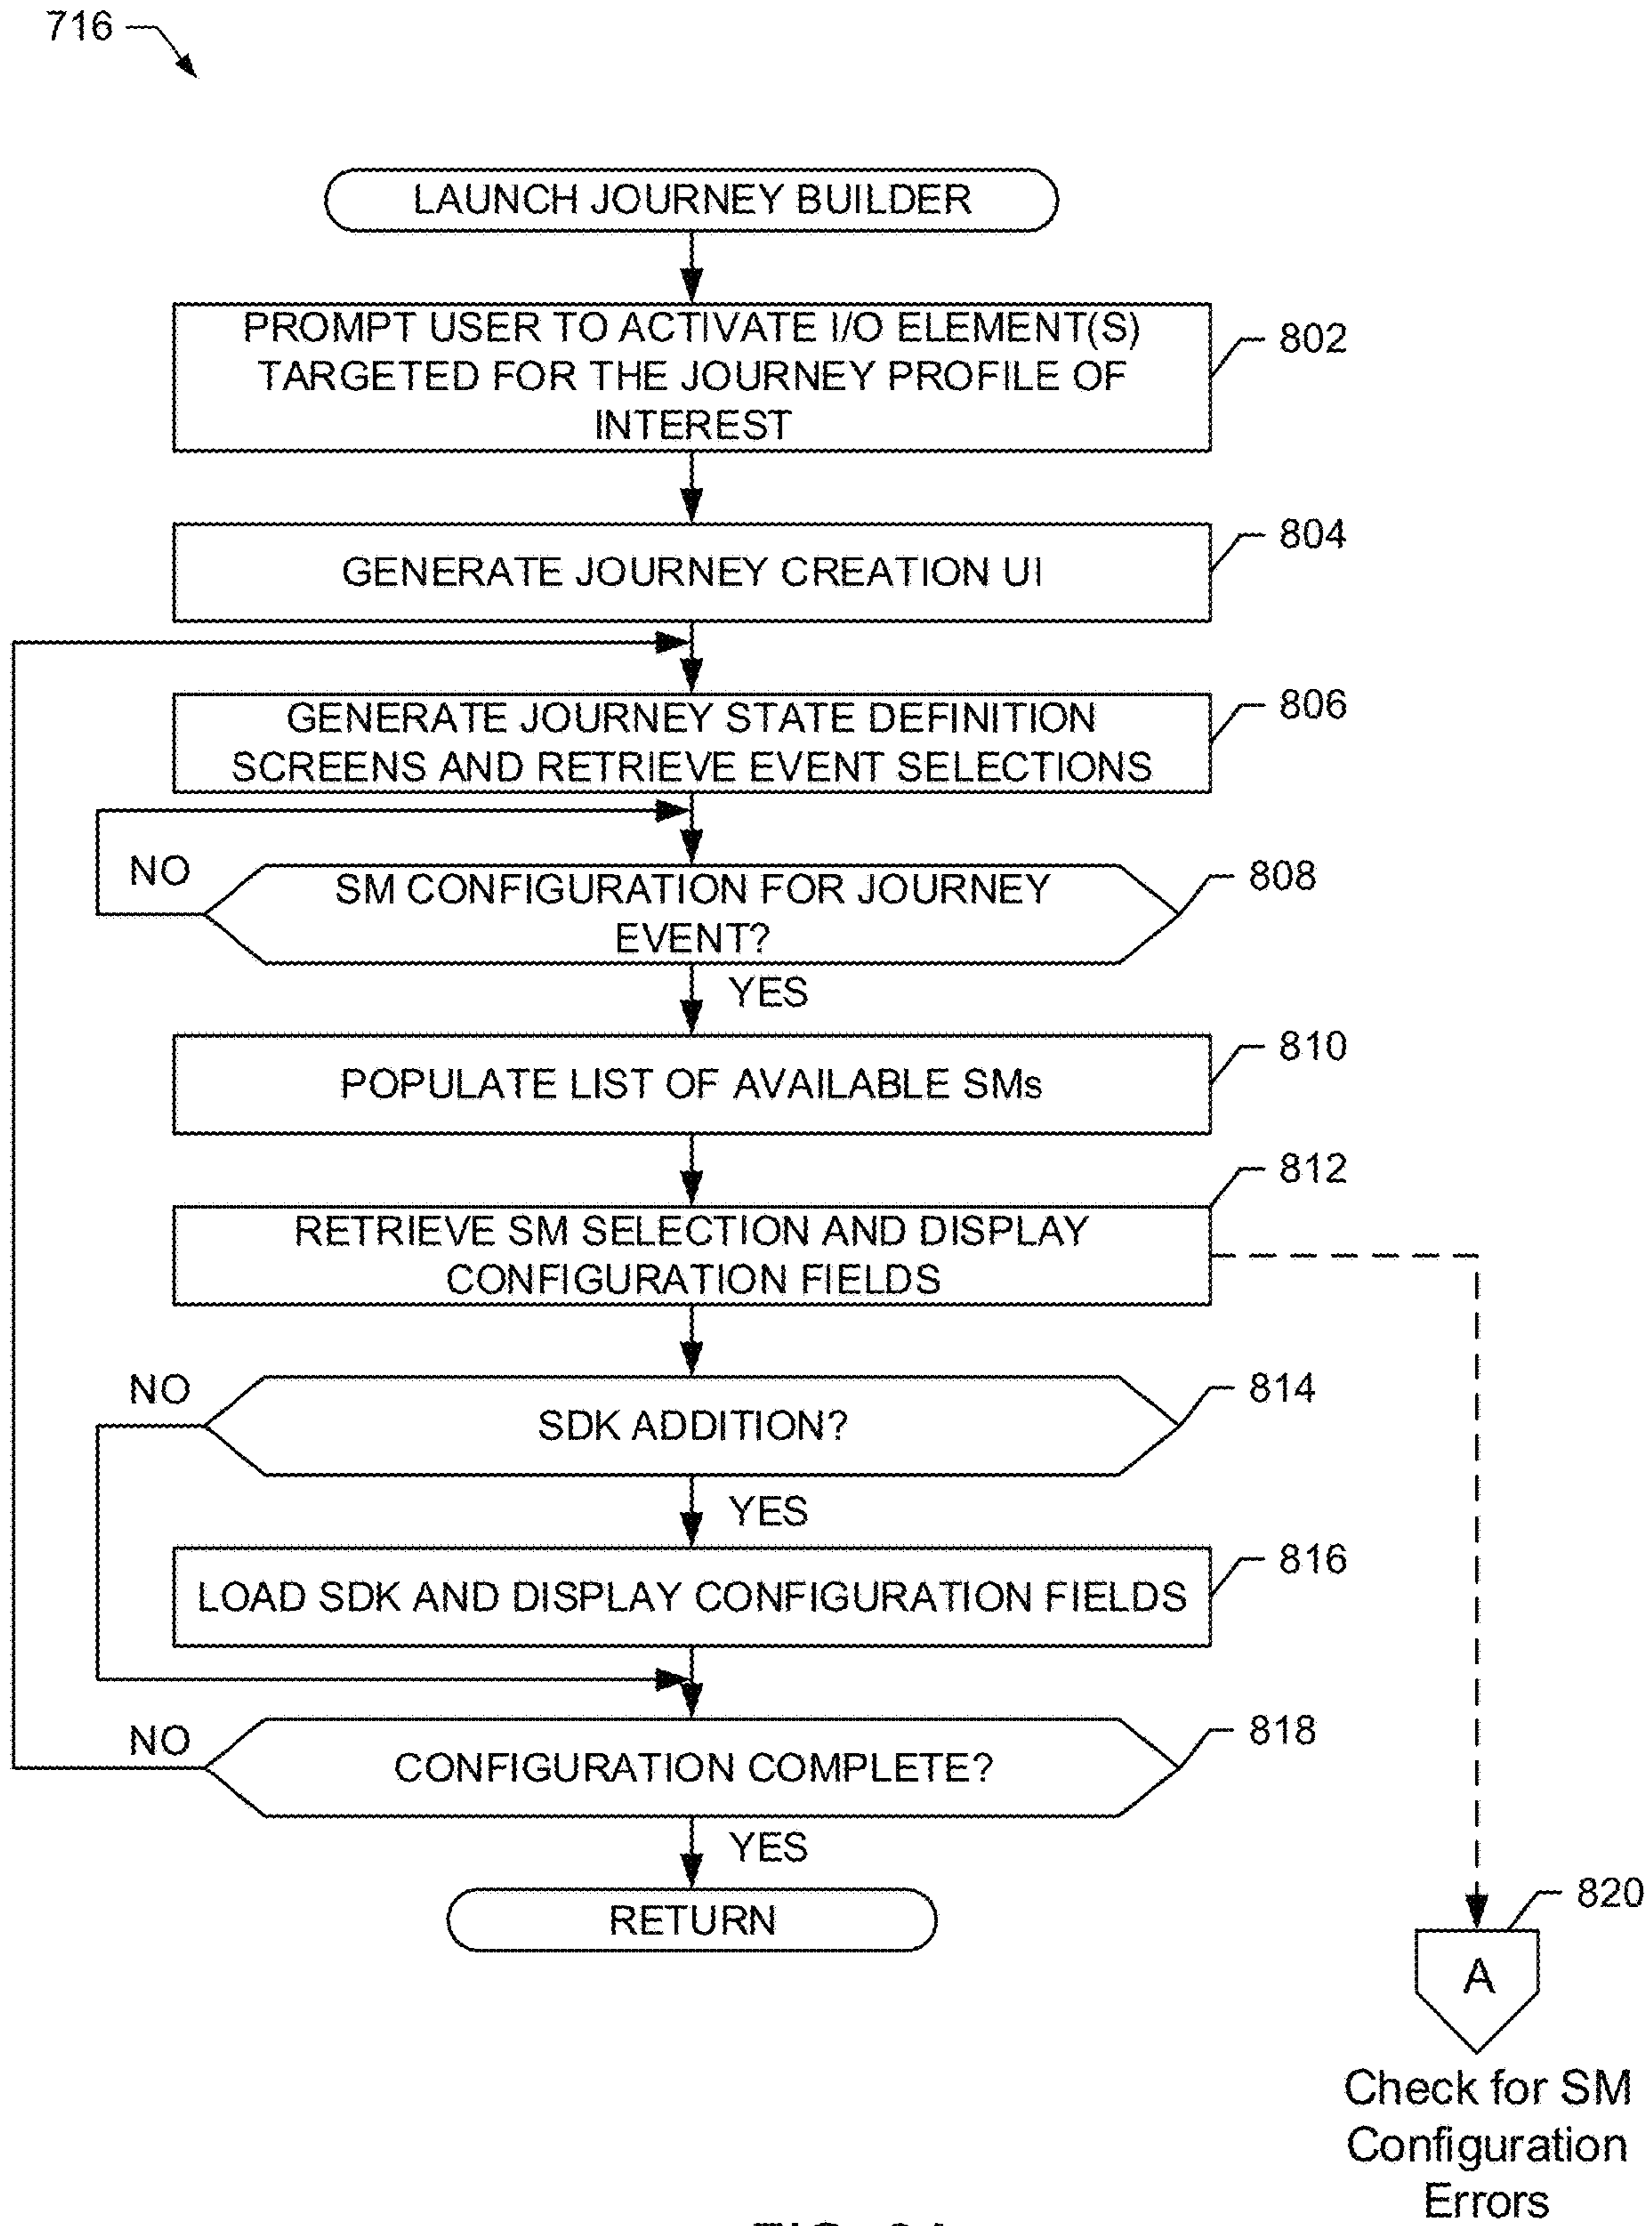 716
LAUNCH JOURNEY BUILDER
PROMPT USER TO ACTIVATE I/O ELEMENT(S)
TARGETED FOR THE JOURNEY PROFILE OF
INTEREST
802
GENERATE JOURNEY CREATION UI
804
GENERATE JOURNEY STATE DEFINITION
SCREENS AND RETRIEVE EVENT SELECTIONS
806
NO
SM CONFIGURATION FOR JOURNEY
EVENT?
808
YES
POPULATE LIST OF AVAILABLE SMs
810
RETRIEVE SM SELECTION AND DISPLAY
CONFIGURATION FIELDS
812
NO
SDK ADDITION?
814
YES
LOAD SDK AND DISPLAY CONFIGURATION FIELDS
816
NO
CONFIGURATION COMPLETE?
818
YES
RETURN
820
A
Check for SM
Configuration
Errors